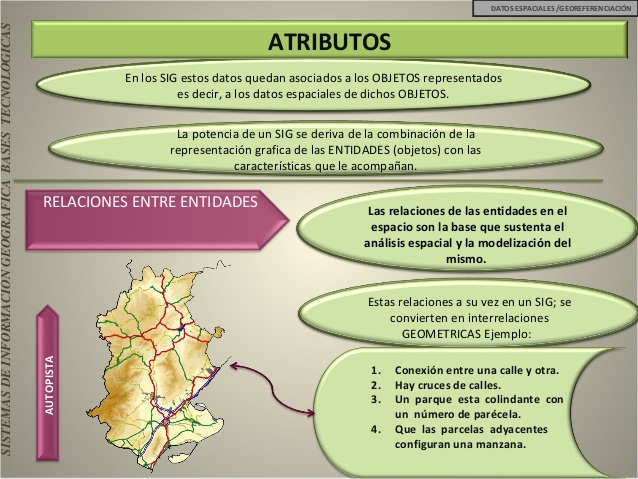 DATOS ESPACIALES /GEOREFERENCIACIÓN
SISTEMAS DE INFORMACION GEOGRAFICA BASES TECNOLOGICAS
ATRIBUTOS
En los SIG estos datos quedan asociados a los OBJETOS representados
es decir, a los datos espaciales de dichos OBJETOS.
La potencia de un SIG se deriva de la combinación de la
representación grafica de las ENTIDADES (objetos) con las
características que le acompañan.
RELACIONES ENTRE ENTIDADES
Las relaciones de las entidades en el
espacio son la base que sustenta el
análisis espacial y la modelización del
mismo.
Estas relaciones a su vez en un SIG; se
convierten en interrelaciones
GEOMETRICAS Ejemplo:
AUTOPISTA
1. Conexión entre una calle y otra.
2. Hay cruces de calles.
3. Un parque esta colindante con
un número de parécela.
4. Que las parcelas adyacentes
configuran una manzana.